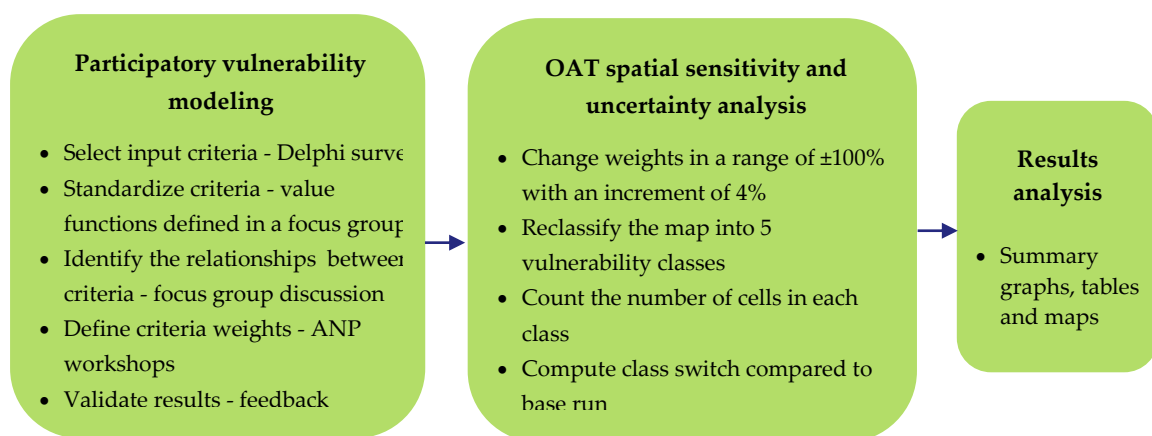 Participatory vulnerability
modeling
• Select input criteria - Delphi surve
• Standardize criteria - value
functions defined in a focus group
• Identify the relationships between
criteria - focus group discussion
• Define criteria weights - ANP
workshops
• Validate results - feedback
OAT spatial sensitivity and
uncertainty analysis
• Change weights in a range of ±100%
with an increment of 4%
• Reclassify the map into 5
vulnerability classes
• Count the number of cells in each
class
• Compute class switch compared to
base run
Results
analysis
• Summary
graphs, tables
and maps